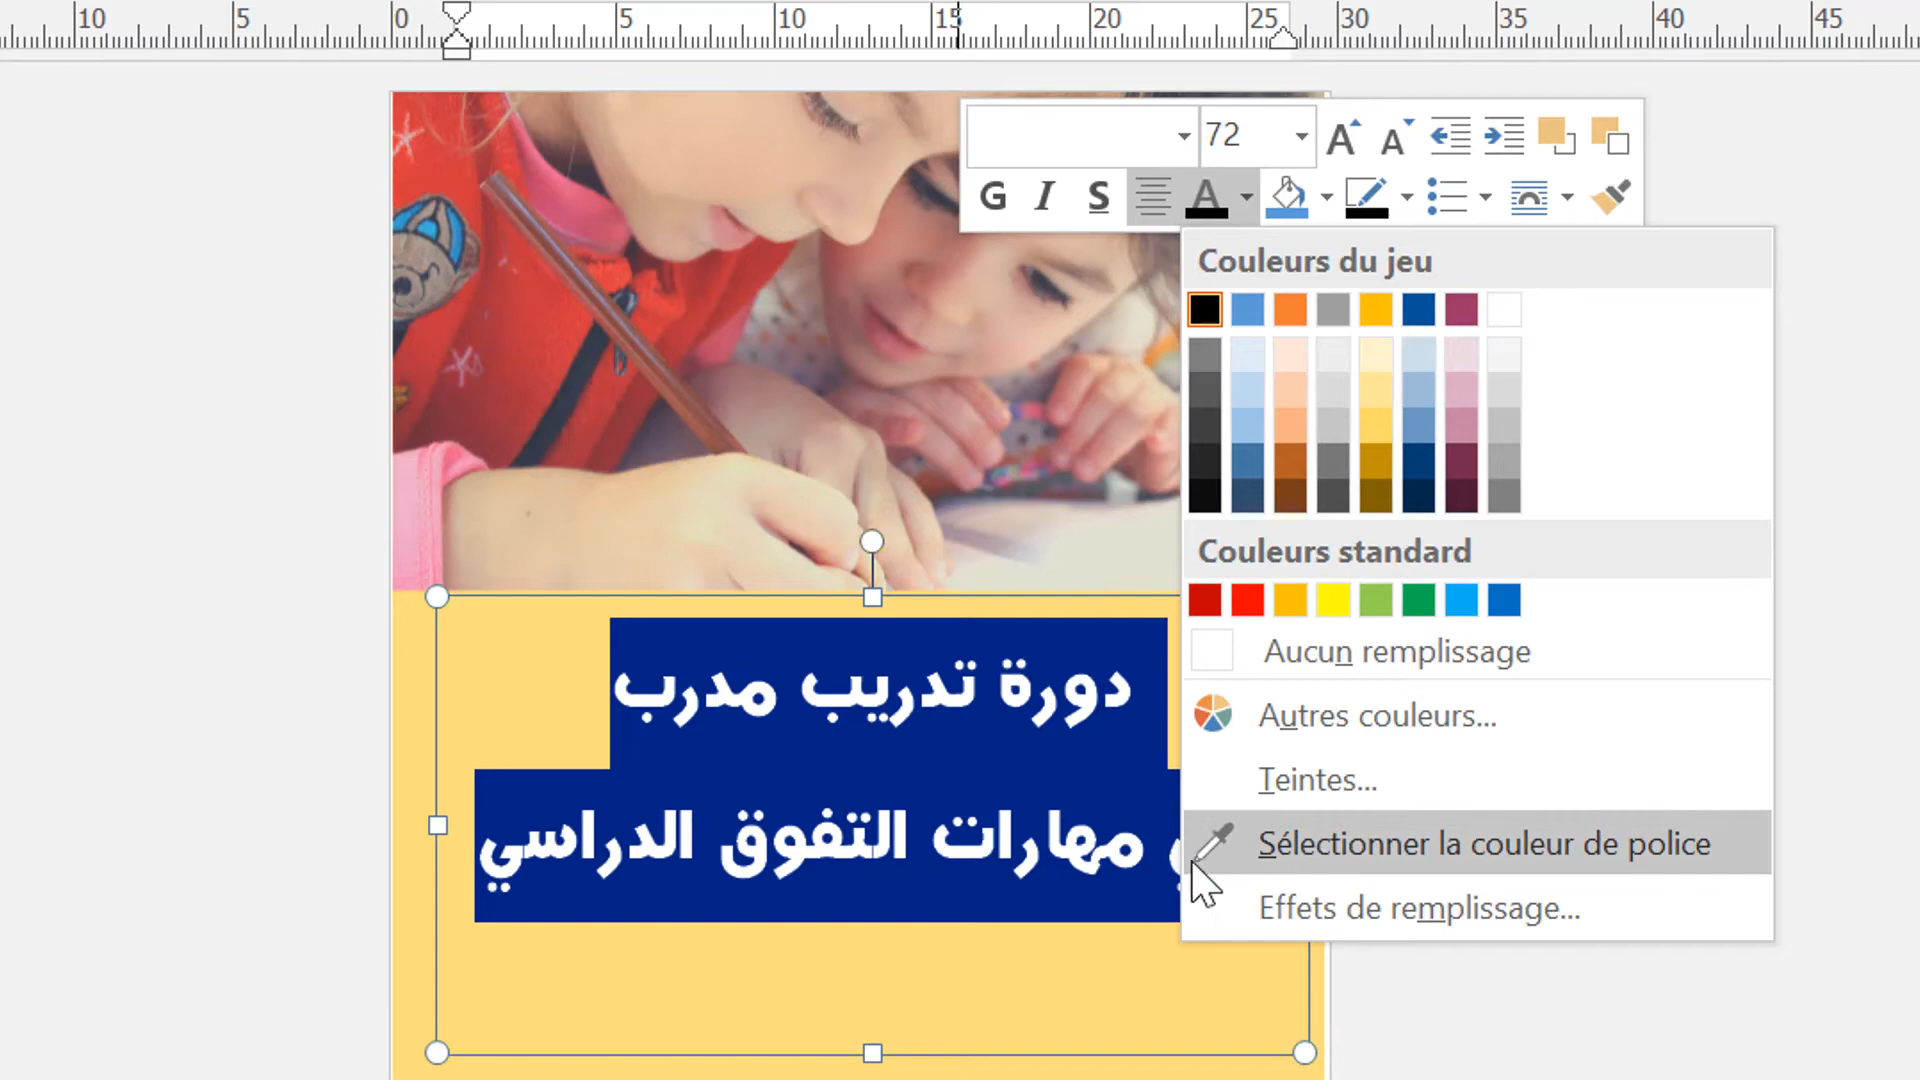 10 5 0 5 10 15 20 25 30 35 40 45
72
G I S A
Couleurs du jeu
Couleurs standard
Aucun remplissage
Autres couleurs...
Teintes...
Sélectionner la couleur de police
Effets de remplissage...
دورة تدريب مدرب
مهارات التفوق الدراسي